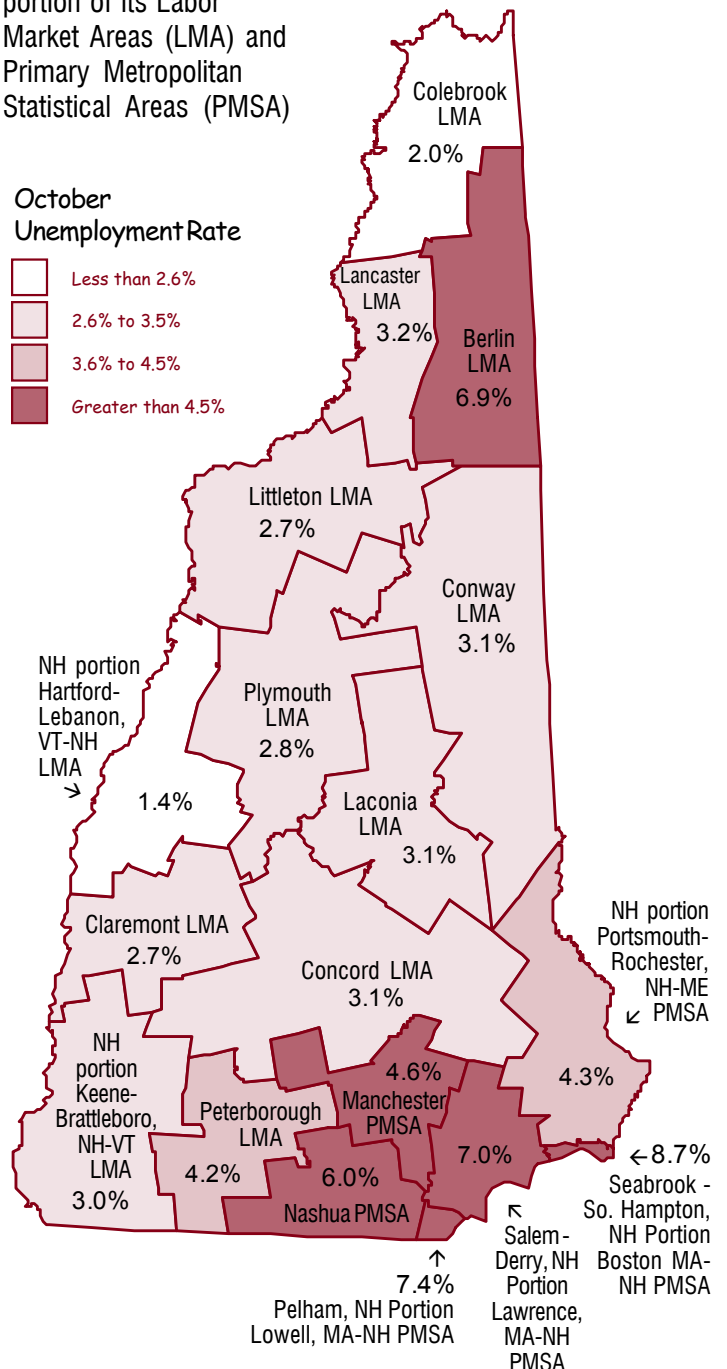 portion of its Labor
Market Areas (LMA) and
Primary Metropolitan
Statistical Areas (PMSA)
October
Unemployment Rate
Less than 2.6%
2.6% to 3.5%
3.6% to 4.5%
Greater than 4.5%
Colebrook
LMA
2.0%
Lancaster
LMA
3.2%
Berlin
LMA
6.9%
Littleton LMA
2.7%
Conway
LMA
3.1%
NH portion
Hartford-
Lebanon,
VT-NH
LMA
1.4%
Plymouth
LMA
2.8%
Laconia
LMA
3.1%
Claremont LMA
2.7%
Concord LMA
3.1%
NH portion
Portsmouth-
Rochester,
NH-ME
PMSA
4.3%
NH
portion
Keene-
Brattleboro,
NH-VT
LMA
3.0%
Peterborough
LMA
4.2%
4.6%
Manchester
PMSA
6.0%
Nashua PMSA
7.0%
8.7%
Seabrook -
So. Hampton,
NH Portion
Boston MA-
NH PMSA
Salem-
Derry, NH
Portion
Lawrence,
MA-NH
PMSA
7.4%
Pelham, NH Portion
Lowell, MA-NH PMSA